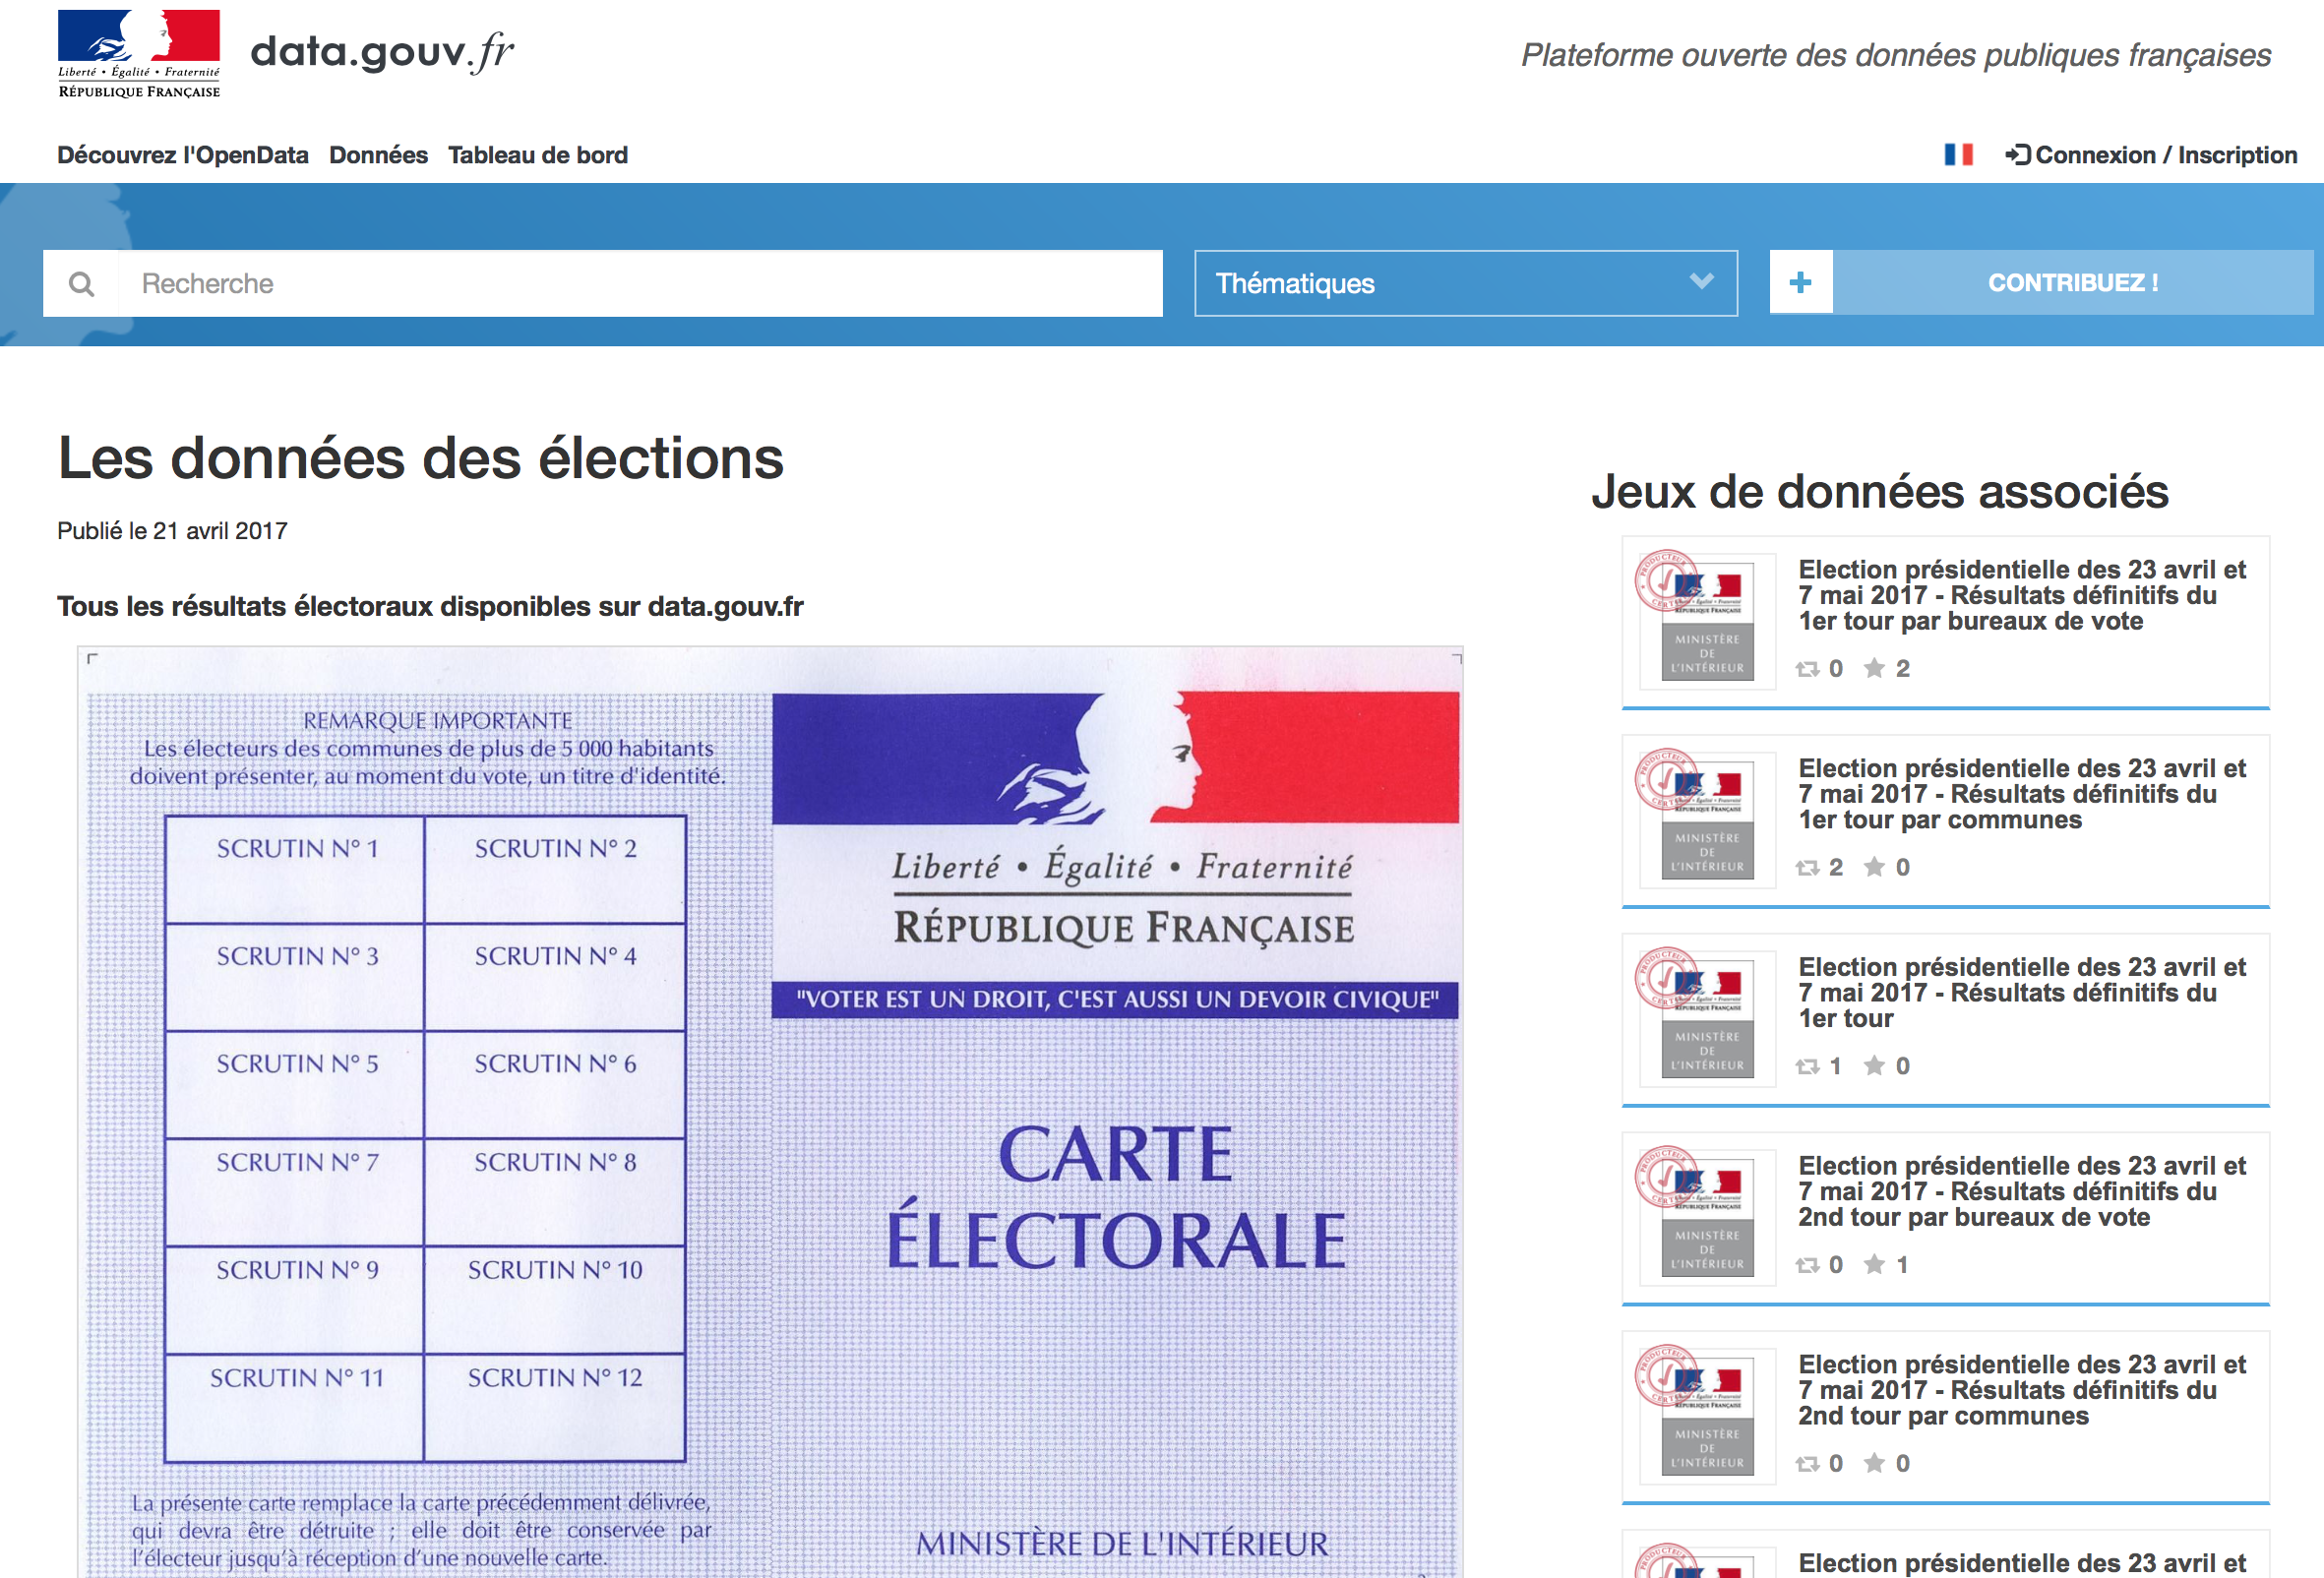 Liberté • Égalité • Fraternité
RÉPUBLIQUE FRANÇAISE
data.gouv.fr
Plateforme ouverte des données publiques françaises
Découvrez l'OpenData Données Tableau de bord
Connexion / Inscription
Recherche
Thématiques
CONTRIBUEZ !
Les données des élections
Publié le 21 avril 2017
Tous les résultats électoraux disponibles sur data.gouv.fr
REMARQUE IMPORTANTE
Les électeurs des communes de plus de 5 000 habitants
doivent présenter, au moment du vote, un titre d'identité.
SCRUTIN N° 1 SCRUTIN N° 2
SCRUTIN N° 3 SCRUTIN N° 4
SCRUTIN N° 5 SCRUTIN N° 6
SCRUTIN N° 7 SCRUTIN N° 8
SCRUTIN N° 9 SCRUTIN N° 10
SCRUTIN N° 11 SCRUTIN N° 12
La présente carte remplace la carte précédemment délivrée,
qui devra être détruite ; elle doit être conservée par
l'électeur jusqu'à réception d'une nouvelle carte.
Liberté • Égalité • Fraternité
RÉPUBLIQUE FRANÇAISE
"VOTER EST UN DROIT, C'EST AUSSI UN DEVOIR CIVIQUE"
CARTE
ÉLECTORALE
MINISTÈRE DE L'INTÉRIEUR
Jeux de données associés
PRODUCTEUR CERTIFIÉ
Liberté • Égalité • Fraternité
RÉPUBLIQUE FRANÇAISE
MINISTÈRE
DE
L'INTÉRIEUR
Election présidentielle des 23 avril et
7 mai 2017 - Résultats définitifs du
1er tour par bureaux de vote
0 2
MINISTÈRE
DE
L'INTÉRIEUR
Election présidentielle des 23 avril et
7 mai 2017 - Résultats définitifs du
1er tour par communes
2 0
MINISTÈRE
DE
L'INTÉRIEUR
Election présidentielle des 23 avril et
7 mai 2017 - Résultats définitifs du
1er tour
1 0
MINISTÈRE
DE
L'INTÉRIEUR
Election présidentielle des 23 avril et
7 mai 2017 - Résultats définitifs du
2nd tour par bureaux de vote
0 1
MINISTÈRE
DE
L'INTÉRIEUR
Election présidentielle des 23 avril et
7 mai 2017 - Résultats définitifs du
2nd tour par communes
0 0
Election présidentielle des 23 avril et